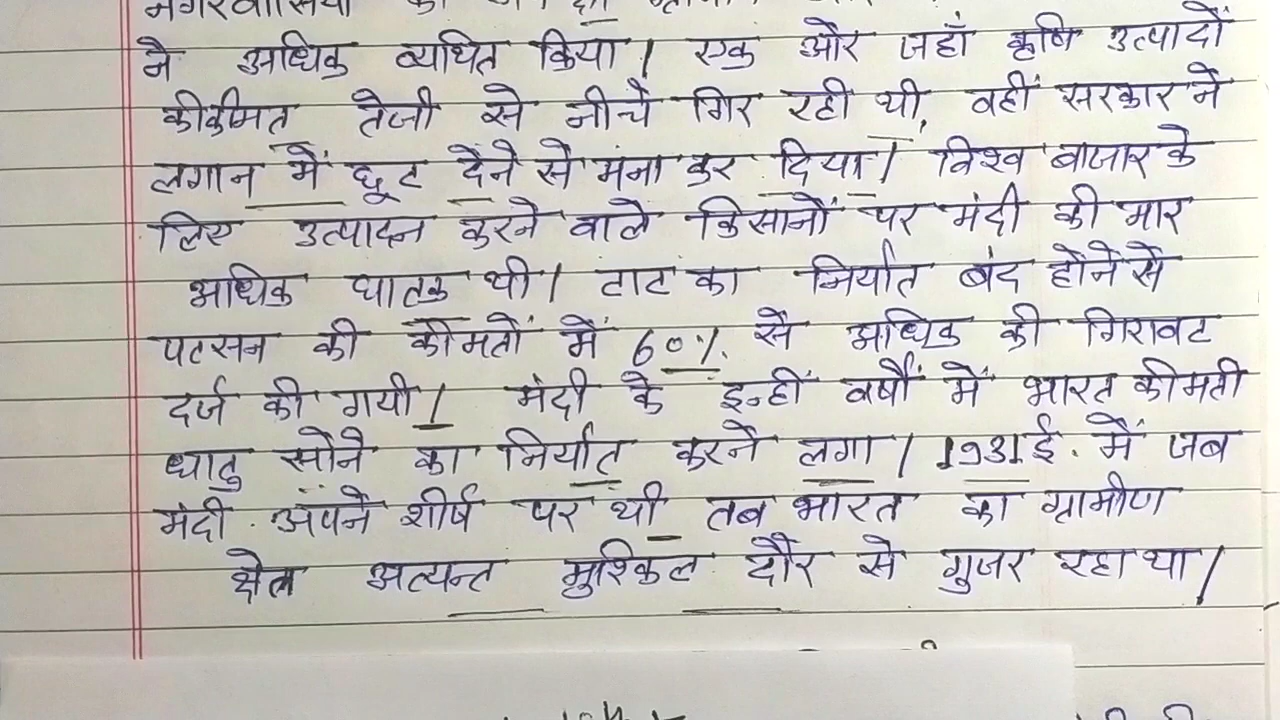 ने अधिक व्यथित किया। एक और जहाँ कृषि उत्पादों
की कीमत तेजी से नीचे गिर रही थी, वहीं सरकार ने
लगान में छूट देने से मना कर दिया। विश्व बाजार के
लिए उत्पादन करने वाले किसानों पर मंदी की मार
अधिक घातक थी। टाट का निर्यात बंद होने से
पटसन की कीमतों में 60% से अधिक की गिरावट
दर्ज की गयी। मंदी के इन्हीं वर्षों में भारत कीमती
धातु सोने का निर्यात करने लगा। 1931 ई. में जब
मंदी अपने शीर्ष पर थी तब भारत का ग्रामीण
क्षेत्र अत्यन्त मुश्किल दौर से गुजर रहा था।